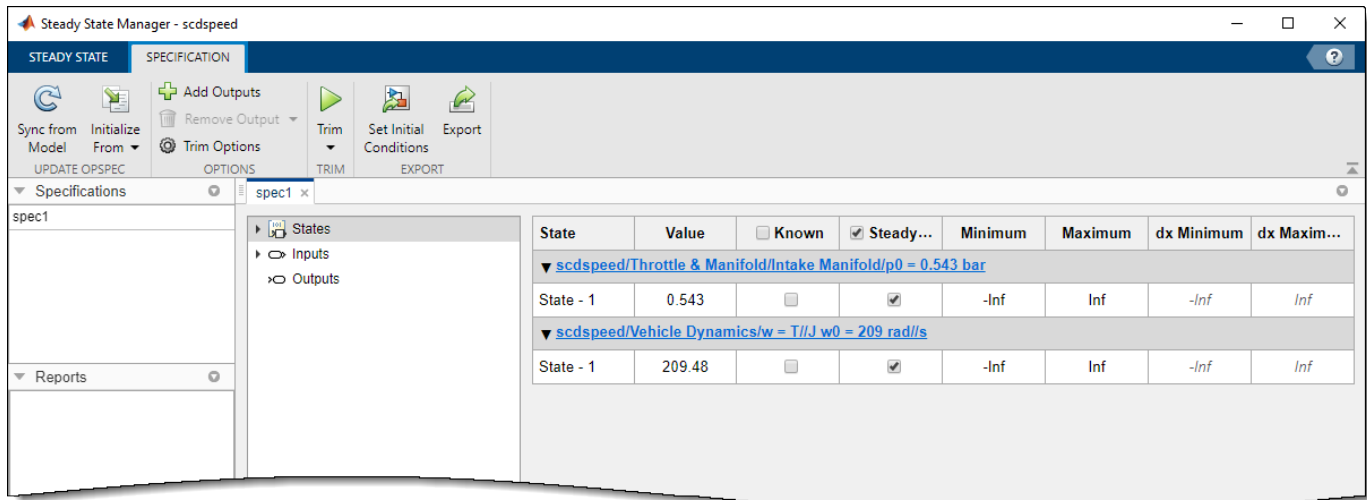 Steady State Manager - scdspeed
STEADY STATE SPECIFICATION
?
Sync from Model
Initialize From
Add Outputs
Remove Output
Trim Options
Trim
Set Initial Conditions
Export
UPDATE OPSPEC OPTIONS TRIM EXPORT
Specifications
spec1
Reports
spec1 ×
States
Inputs
Outputs
State Value Known Steady... Minimum Maximum dx Minimum dx Maxim...
scdspeed/Throttle & Manifold/Intake Manifold/p0 = 0.543 bar
State - 1 0.543 -Inf Inf -Inf Inf
scdspeed/Vehicle Dynamics/w = T//J w0 = 209 rad//s
State - 1 209.48 -Inf Inf -Inf Inf